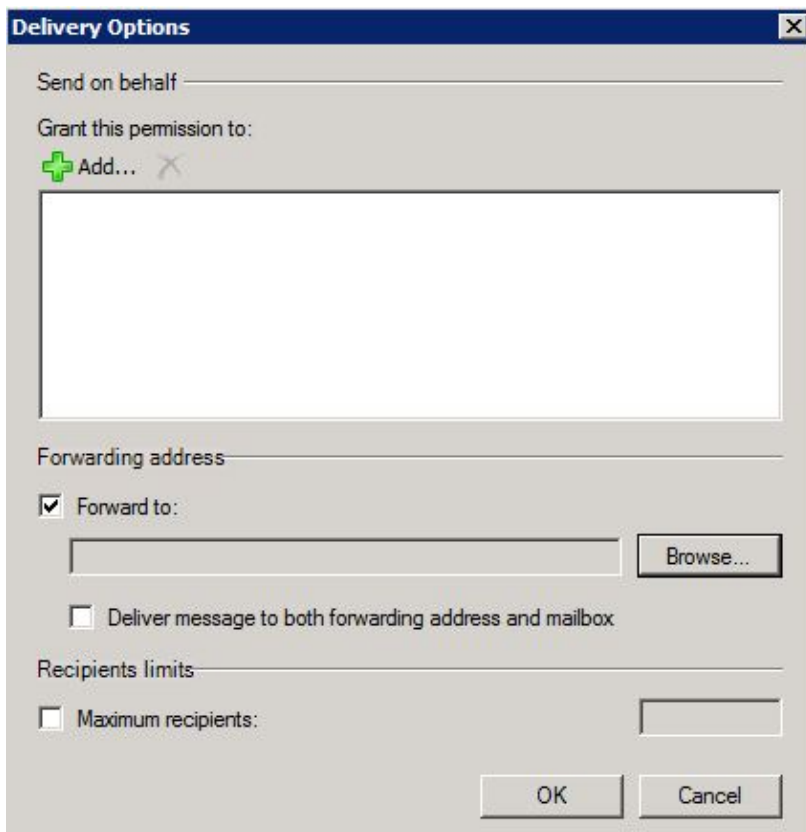 Delivery Options
Send on behalf
Grant this permission to:
Add...
Forwarding address
Forward to:
Browse...
Deliver message to both forwarding address and mailbox
Recipients limits
Maximum recipients:
OK Cancel